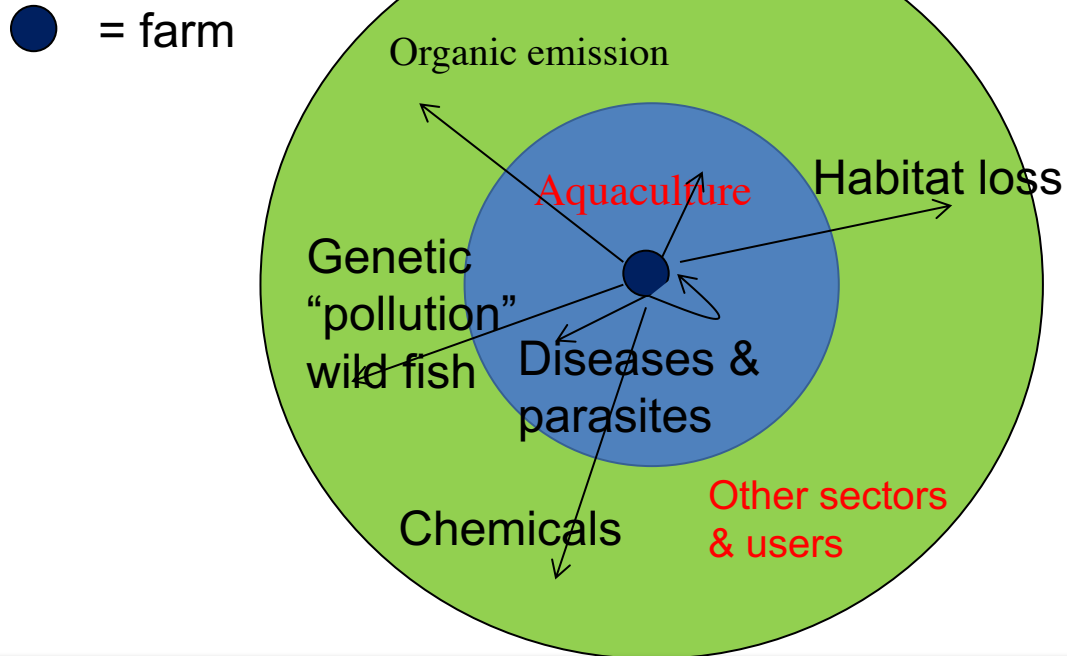 = farm
Organic emission
Aquaculture
Habitat loss
Genetic
“pollution”
wild fish
Diseases &
parasites
Chemicals
Other sectors
& users